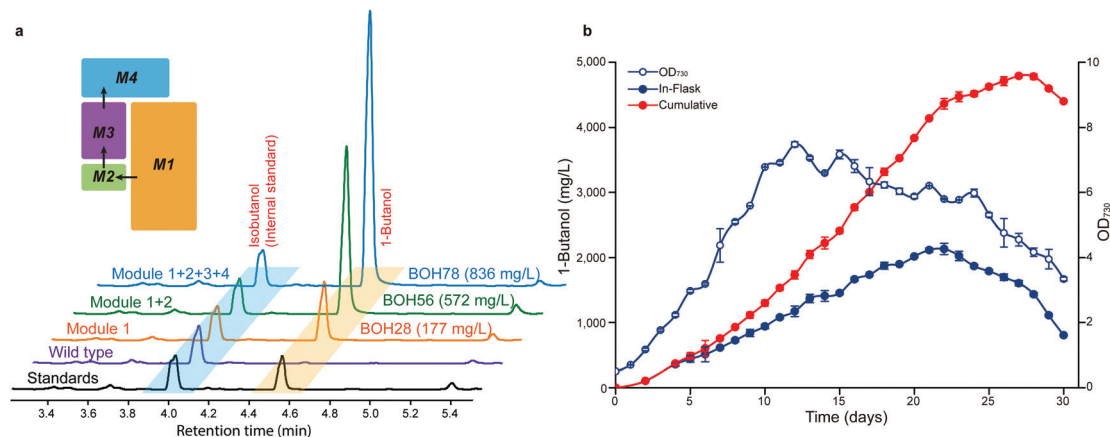 a
M4
M3
M2
M1
Isobutanol
(Internal standard)
1-Butanol
Module 1+2+3+4
BOH78 (836 mg/L)
Module 1+2
BOH56 (572 mg/L)
Module 1
BOH28 (177 mg/L)
Wild type
Standards
3.4 3.6 3.8 4.0 4.2 4.4 4.6 4.8 5.0 5.4
Retention time (min)
b
5,000
4,000
3,000
2,000
1,000
0
1-Butanol (mg/L)
OD₇₃₀
In-Flask
Cumulative
10
8
6
4
2
0
OD₇₃₀
0 5 10 15 20 25 30
Time (days)